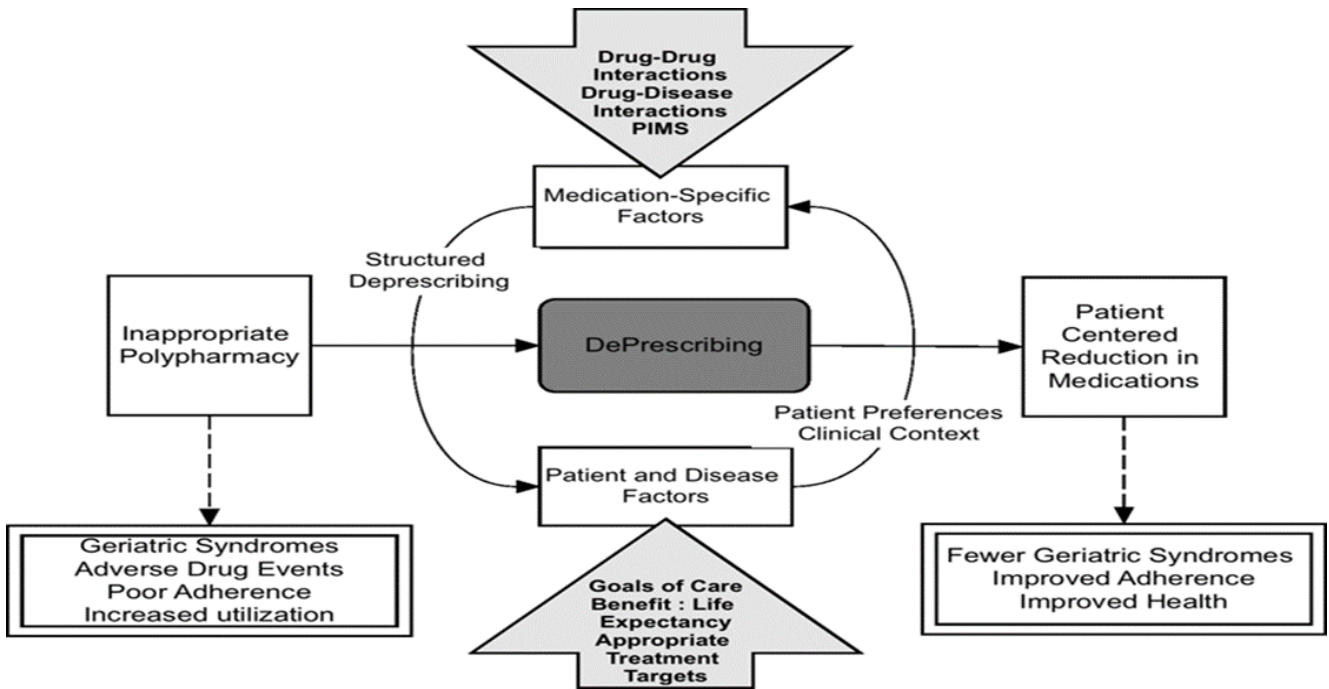 Drug-Drug
Interactions
Drug-Disease
Interactions
PIMS
Medication-Specific
Factors
Structured
Deprescribing
Inappropriate
Polypharmacy
DePrescribing
Patient
Centered
Reduction in
Medications
Patient Preferences
Clinical Context
Patient and Disease
Factors
Geriatric Syndromes
Adverse Drug Events
Poor Adherence
Increased utilization
Goals of Care
Benefit : Life
Expectancy
Appropriate
Treatment
Targets
Fewer Geriatric Syndromes
Improved Adherence
Improved Health